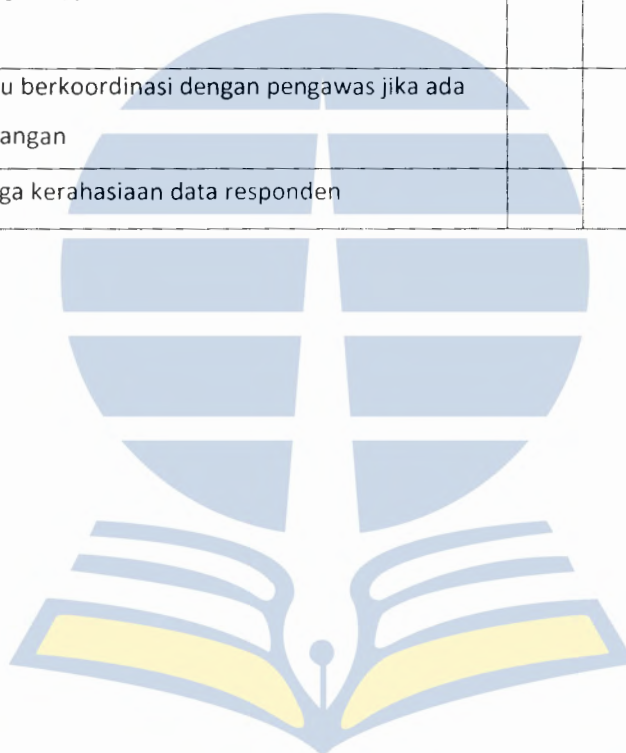 u berkoordinasi dengan pengawas jika ada
angan
ga kerahasiaan data responden